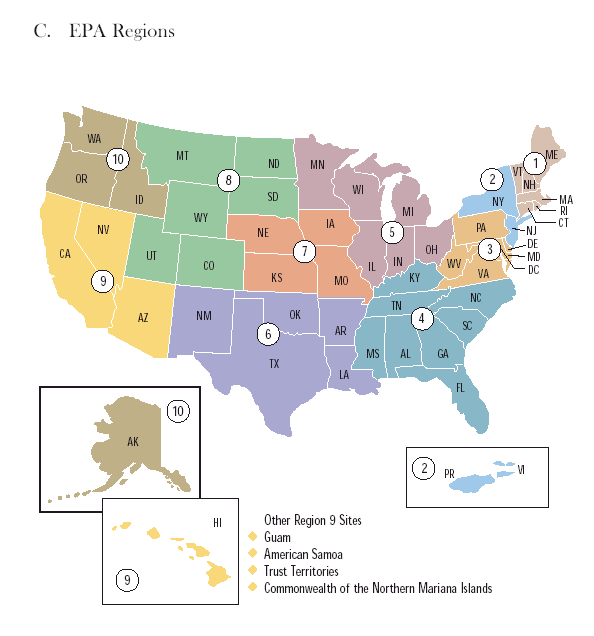 C. EPA Regions
WA
10
MT
ND
MN
ME
1
VT
NH
OR
ID
8
SD
WI
MI
2
NY
MA
RI
CT
WY
NV
NE
IA
5
PA
NJ
DE
MD
DC
3
CA
UT
CO
7
IL
IN
OH
WV
VA
9
KS
MO
KY
AZ
NM
OK
6
TX
AR
LA
TN
4
NC
SC
MS
AL
GA
FL
10
AK
2
PR
VI
HI
9
Other Region 9 Sites
Guam
American Samoa
Trust Territories
Commonwealth of the Northern Mariana Islands